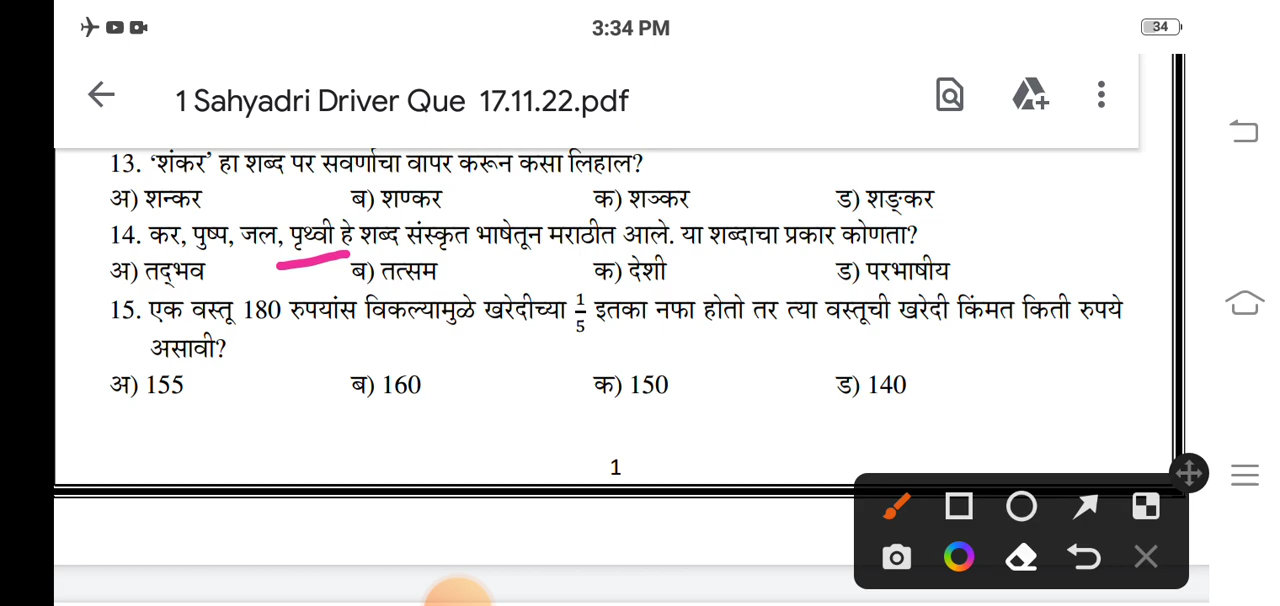 3:34 PM
34
1 Sahyadri Driver Que 17.11.22.pdf
13. 'शंकर' हा शब्द पर सवर्णाचा वापर करून कसा लिहाल?
अ) शन्कर ब) शण्कर क) शञ्कर ड) शङ्कर
14. कर, पुष्प, जल, पृथ्वी हे शब्द संस्कृत भाषेतून मराठीत आले. या शब्दाचा प्रकार कोणता?
अ) तद्‌भव ब) तत्सम क) देशी ड) परभाषीय
15. एक वस्तू 180 रुपयांस विकल्यामुळे खरेदीच्या 1/5 इतका नफा होतो तर त्या वस्तूची खरेदी किंमत किती रुपये
असावी?
अ) 155 ब) 160 क) 150 ड) 140
1